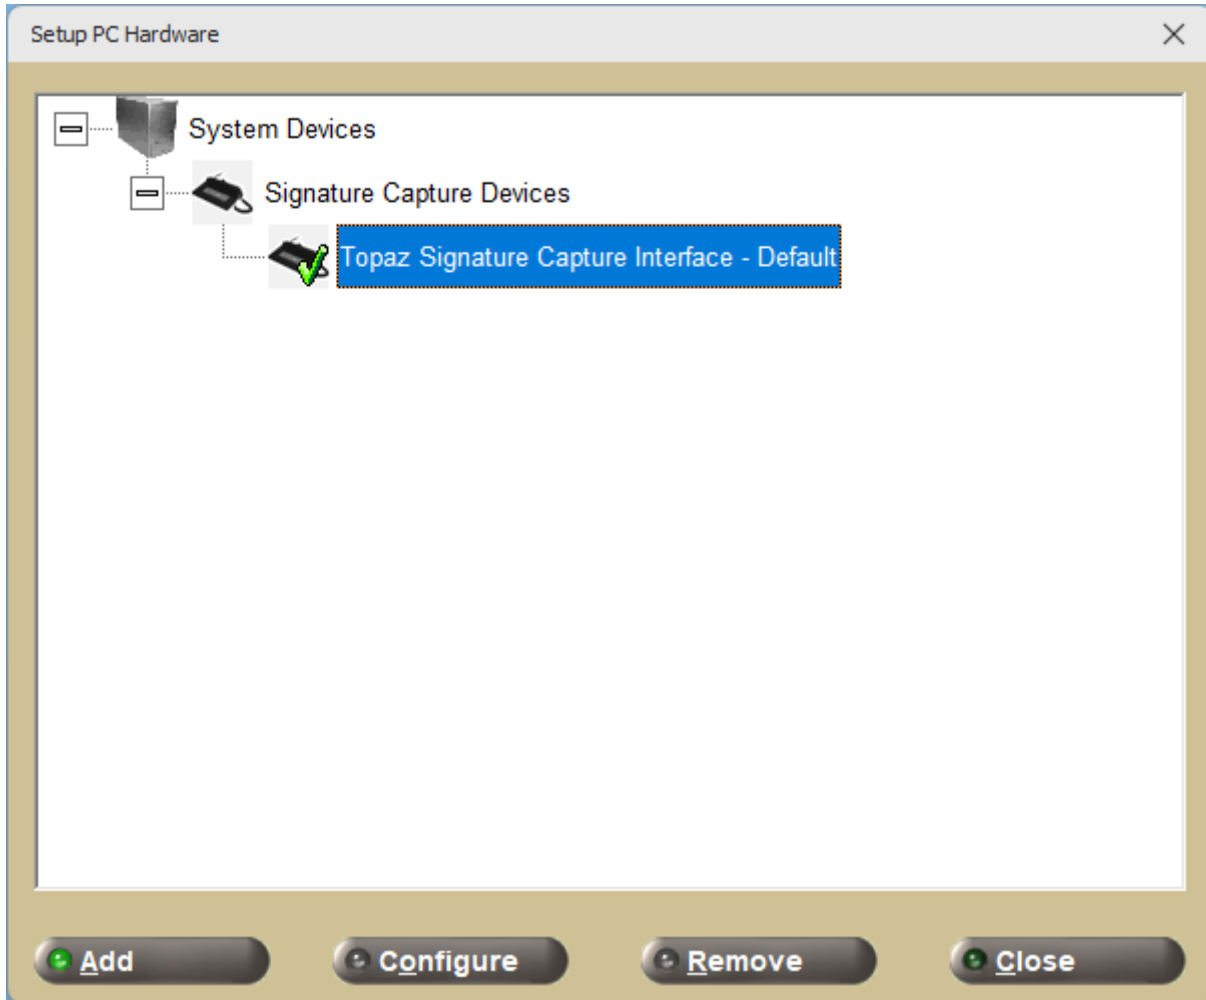 Setup PC Hardware
System Devices
Signature Capture Devices
Topaz Signature Capture Interface - Default
Add
Configure
Remove
Close